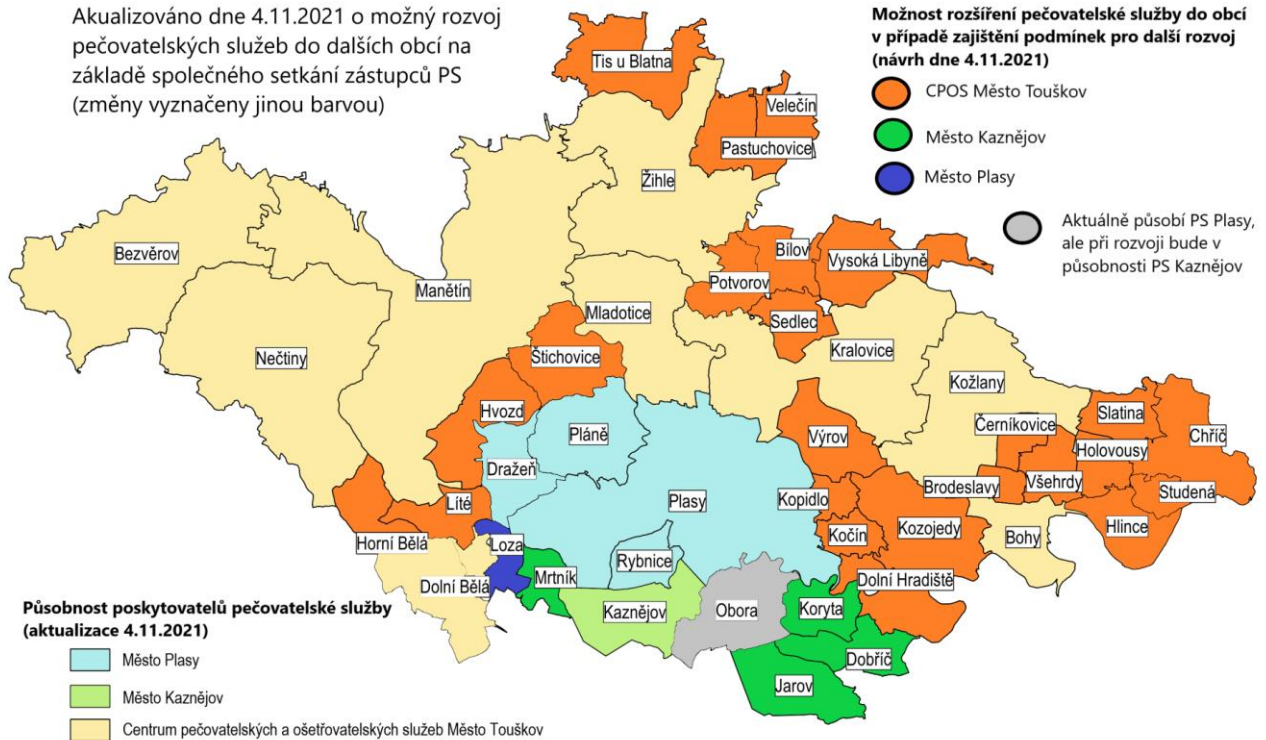 Akualizováno dne 4.11.2021 o možný rozvoj
pečovatelských služeb do dalších obcí na
základě společného setkání zástupců PS
(změny vyznačeny jinou barvou)
Možnost rozšíření pečovatelské služby do obcí
v případě zajištění podmínek pro další rozvoj
(návrh dne 4.11.2021)
CPOS Město Touškov
Město Kaznějov
Město Plasy
Aktuálně působí PS Plasy,
ale při rozvoji bude v
působnosti PS Kaznějov
Tis u Blatna
Velečín
Pastuchovice
Žihle
Bezvěrov
Bílov
Vysoká Libyně
Potvorov
Manětín
Mladotice
Sedlec
Kralovice
Nečtiny
Štichovice
Kožlany
Hvozd
Slatina
Černíkovice
Pláně
Výrov
Chříč
Holovousy
Dražeň
Všehrdy
Brodeslavy
Studená
Plasy
Kopidlo
Líté
Hlince
Kočín
Kozojedy
Bohy
Horní Bělá
Loza
Rybnice
Mrtník
Dolní Bělá
Dolní Hradiště
Kaznějov
Obora
Koryta
Dobříč
Jarov
Působnost poskytovatelů pečovatelské služby
(aktualizace 4.11.2021)
Město Plasy
Město Kaznějov
Centrum pečovatelských a ošetřovatelských služeb Město Touškov